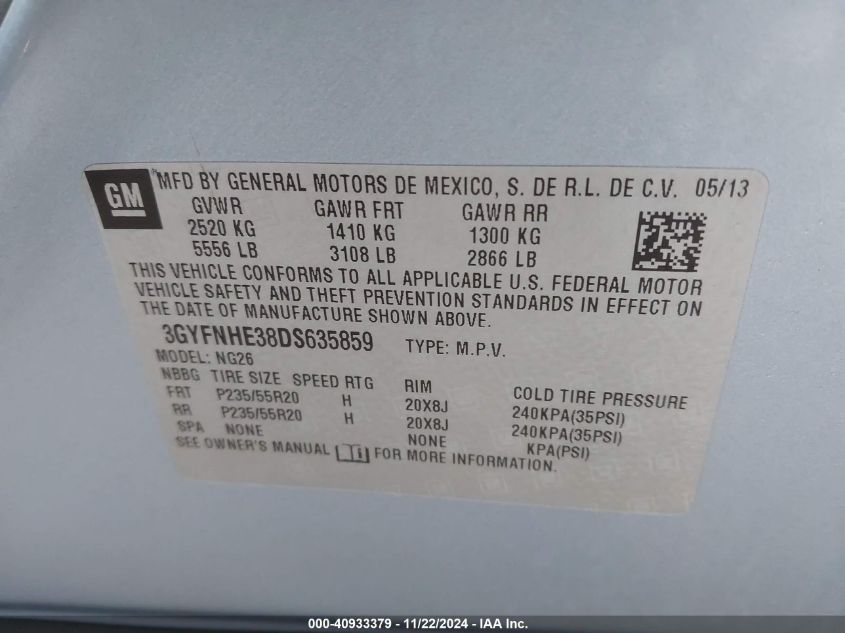 GM MFD BY GENERAL MOTORS DE MEXICO, S. DE R.L. DE C.V. 05/13
GVWR GAWR FRT GAWR RR
2520 KG 1410 KG 1300 KG
5556 LB 3108 LB 2866 LB
THIS VEHICLE CONFORMS TO ALL APPLICABLE U.S. FEDERAL MOTOR
VEHICLE SAFETY AND THEFT PREVENTION STANDARDS IN EFFECT ON
THE DATE OF MANUFACTURE SHOWN ABOVE.
3GYFNHE38DS635859 TYPE: M.P.V.
MODEL: NG26
NBBG TIRE SIZE SPEED RTG RIM COLD TIRE PRESSURE
FRT P235/55R20 H 20X8J 240KPA(35PSI)
RR P235/55R20 H 20X8J 240KPA(35PSI)
SPA NONE NONE KPA(PSI)
SEE OWNER'S MANUAL FOR MORE INFORMATION.
000-40933379 - 11/22/2024 - IAA Inc.